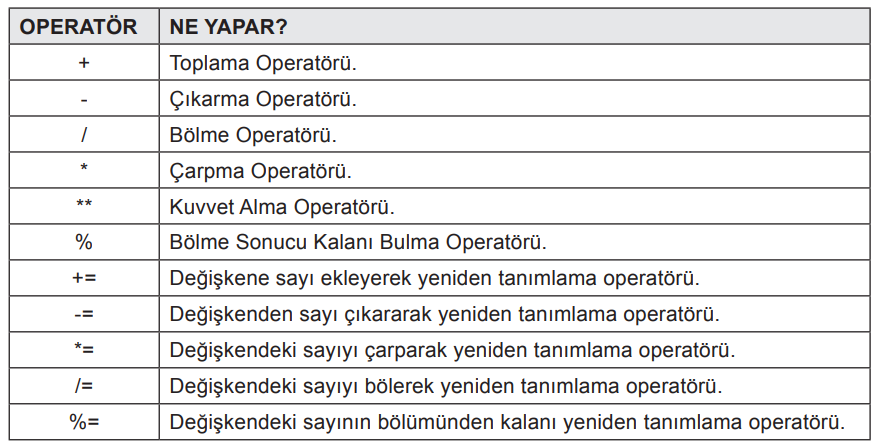 OPERATÖR NE YAPAR?
+ Toplama Operatörü.
- Çıkarma Operatörü.
/ Bölme Operatörü.
* Çarpma Operatörü.
** Kuvvet Alma Operatörü.
% Bölme Sonucu Kalanı Bulma Operatörü.
+= Değişkene sayı ekleyerek yeniden tanımlama operatörü.
-= Değişkenden sayı çıkararak yeniden tanımlama operatörü.
*= Değişkendeki sayıyı çarparak yeniden tanımlama operatörü.
/= Değişkendeki sayıyı bölerek yeniden tanımlama operatörü.
%= Değişkendeki sayının bölümünden kalanı yeniden tanımlama operatörü.